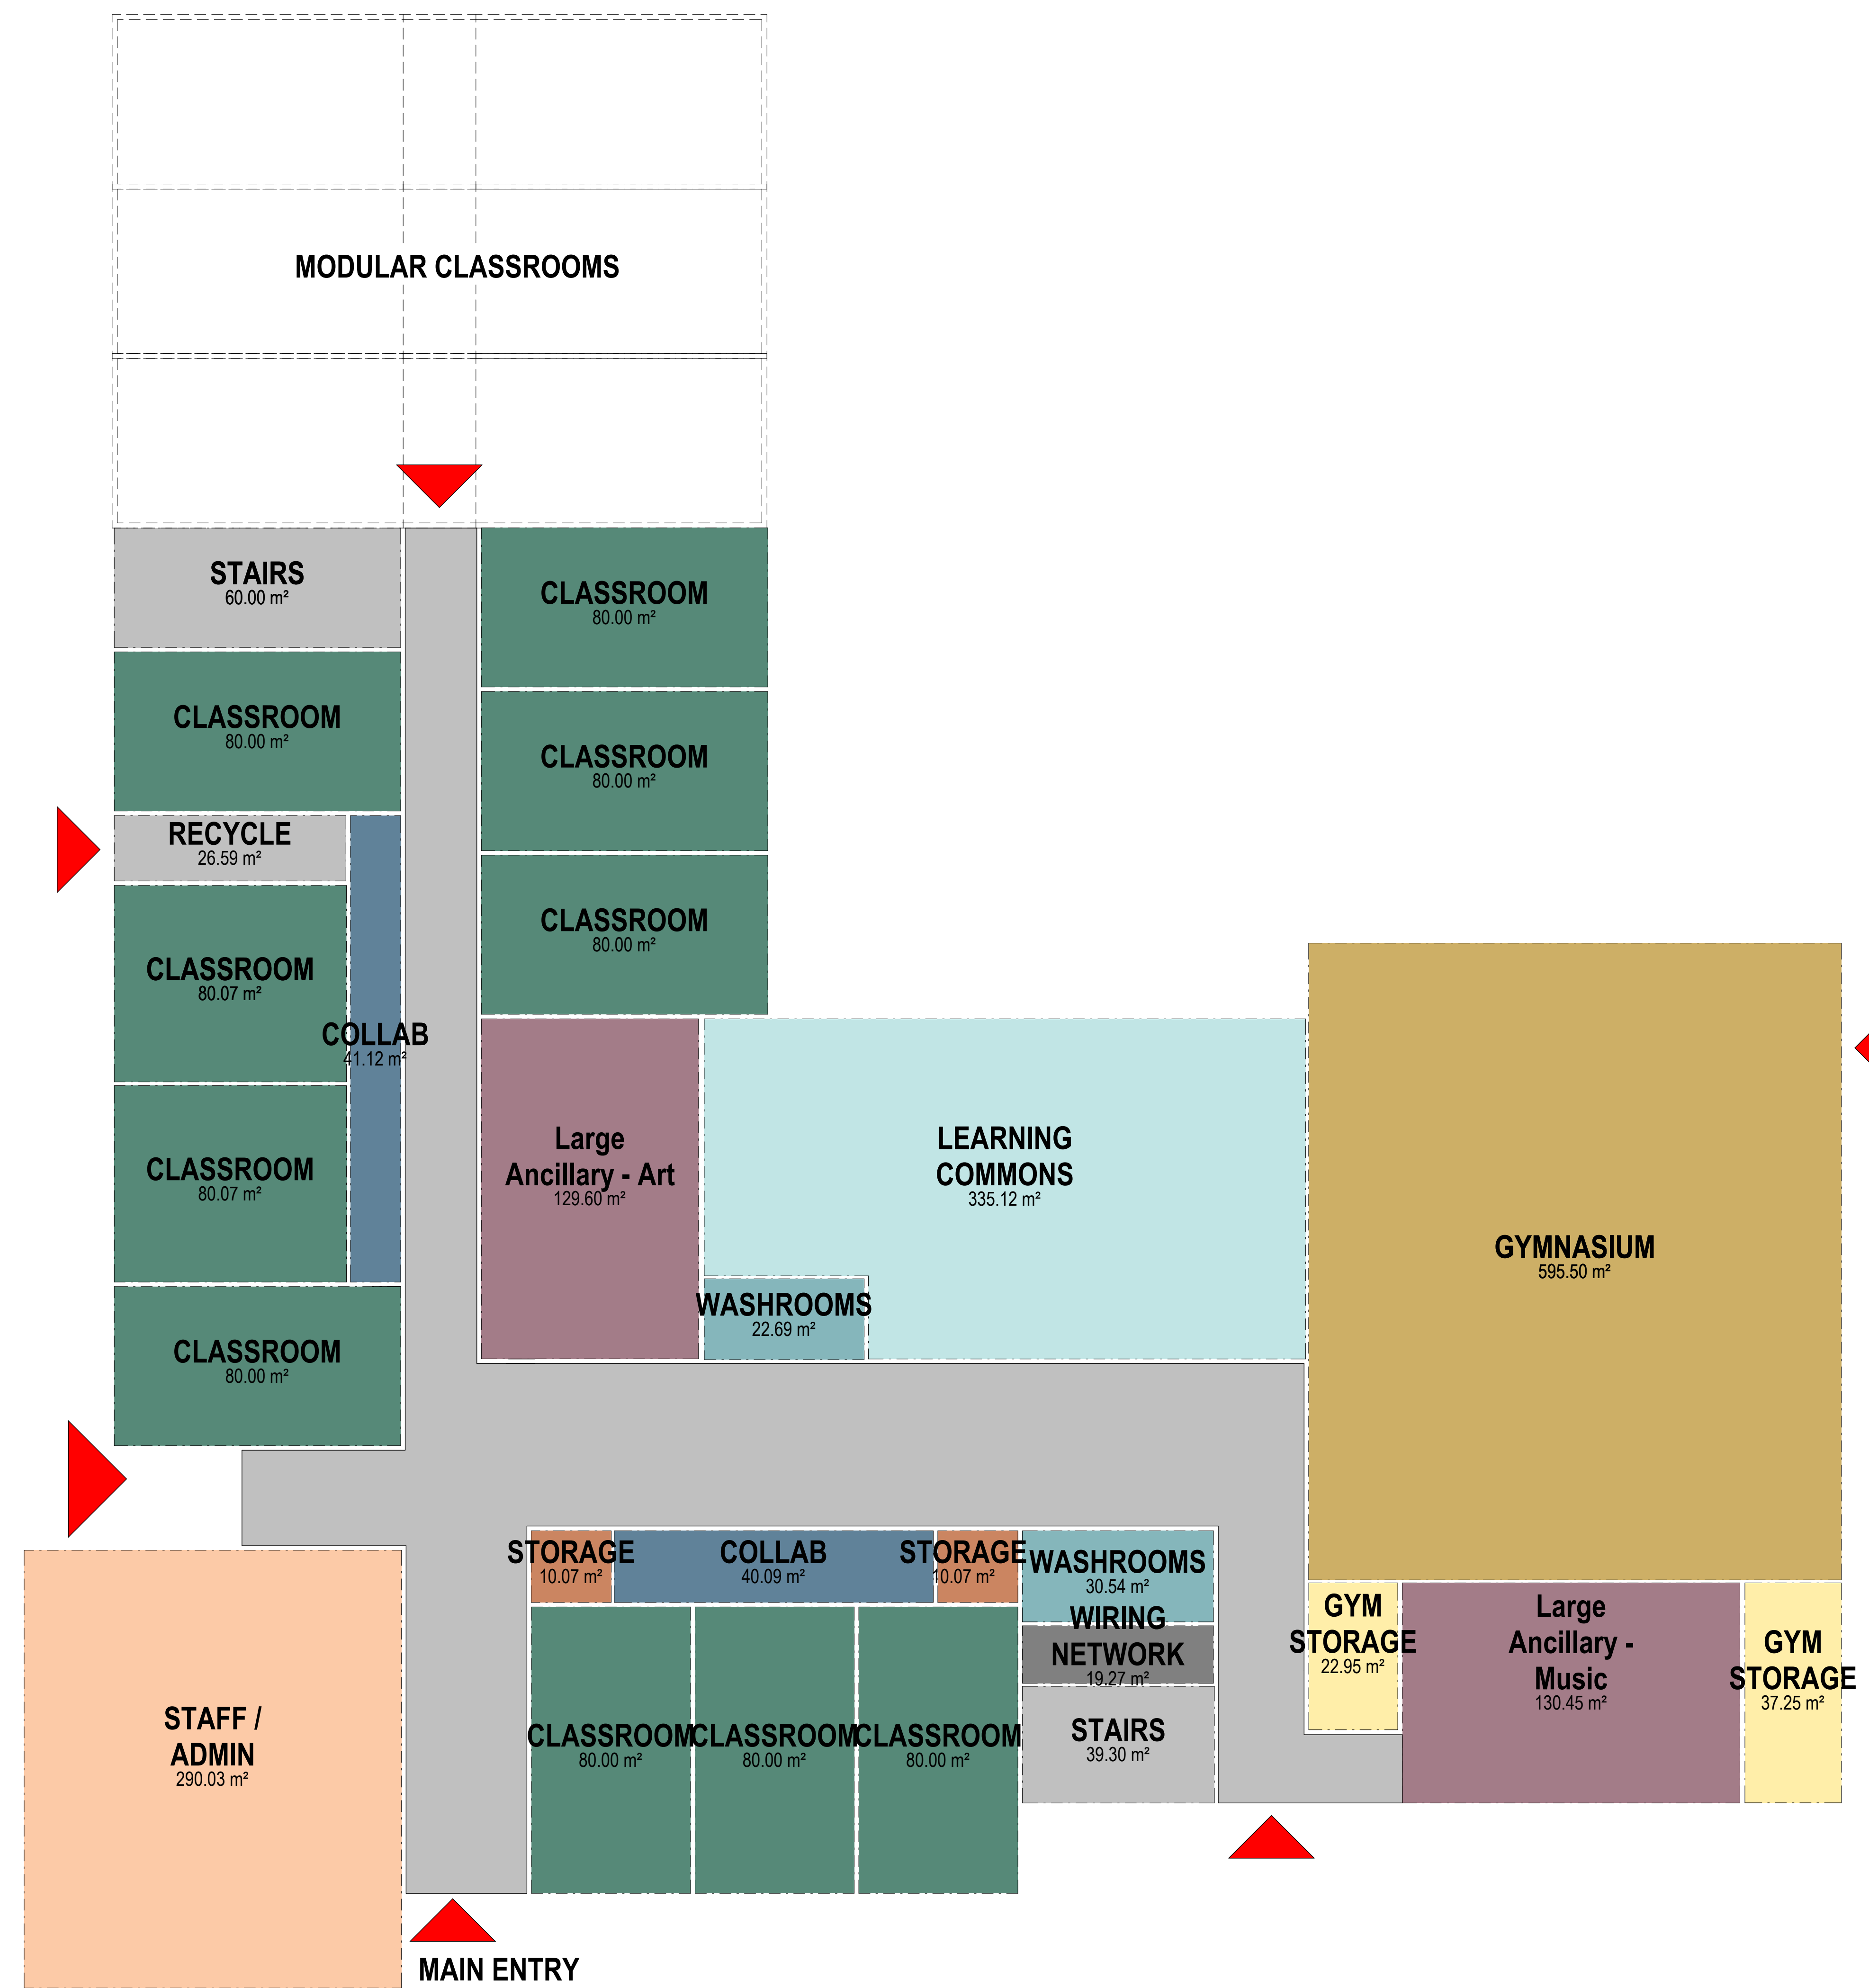 MODULAR CLASSROOMS
STAIRS
60.00 m²
CLASSROOM
80.00 m²
CLASSROOM
80.00 m²
CLASSROOM
80.00 m²
RECYCLE
26.59 m²
CLASSROOM
80.00 m²
CLASSROOM
80.07 m²
COLLAB
41.12 m²
CLASSROOM
80.07 m²
Large
Ancillary - Art
129.60 m²
LEARNING
COMMONS
335.12 m²
GYMNASIUM
595.50 m²
WASHROOMS
22.69 m²
CLASSROOM
80.00 m²
STORAGE
10.07 m²
COLLAB
40.09 m²
STORAGE
10.07 m²
WASHROOMS
30.54 m²
WIRING
NETWORK
19.27 m²
GYM
STORAGE
22.95 m²
Large
Ancillary -
Music
130.45 m²
GYM
STORAGE
37.25 m²
STAFF /
ADMIN
290.03 m²
CLASSROOM
80.00 m²
CLASSROOM
80.00 m²
CLASSROOM
80.00 m²
STAIRS
39.30 m²
MAIN ENTRY